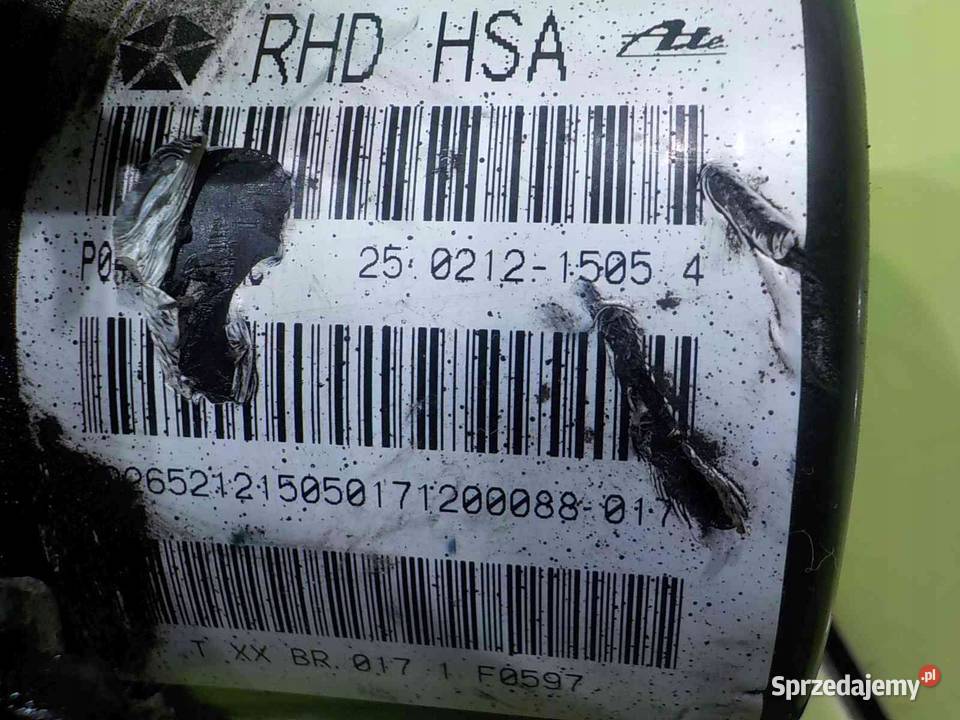 RHD HSA Ate
25.0212-1505.4
26521215050171200088-017
T XX BR 017 1 F0597
Sprzedajemy.pl